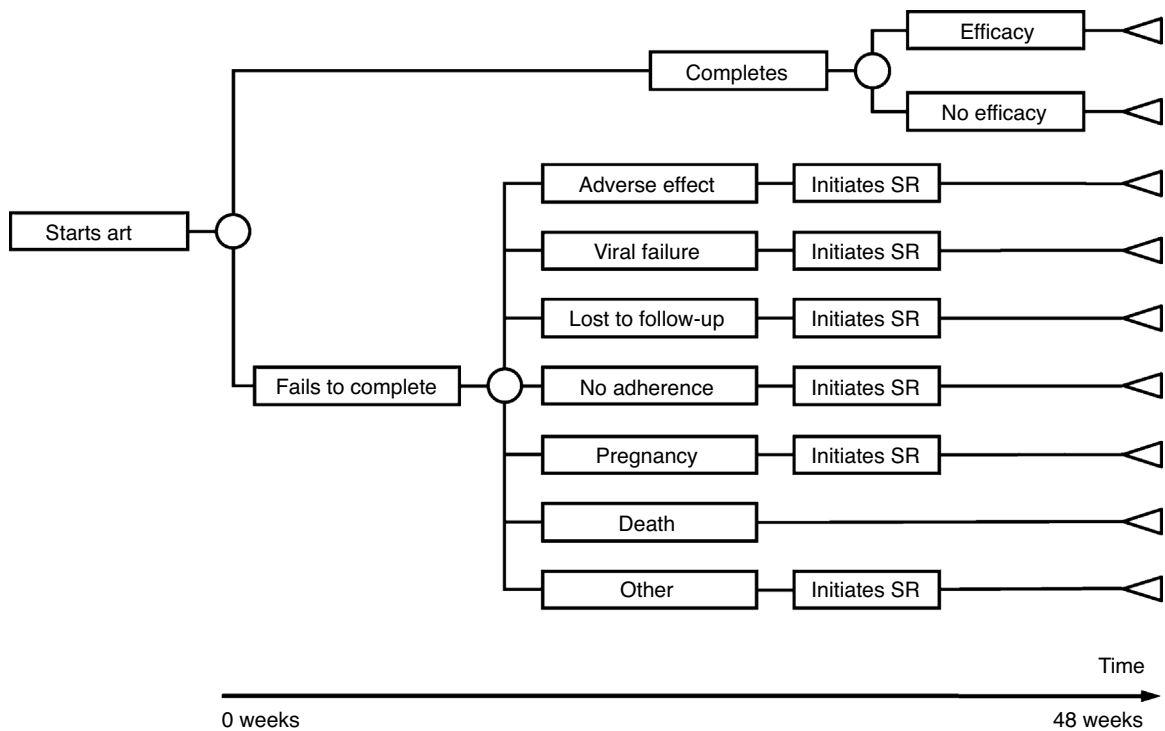 Efficacy
Completes
No efficacy
Adverse effect
Initiates SR
Starts art
Viral failure
Initiates SR
Lost to follow-up
Initiates SR
Fails to complete
No adherence
Initiates SR
Pregnancy
Initiates SR
Death
Other
Initiates SR
Time
0 weeks
48 weeks